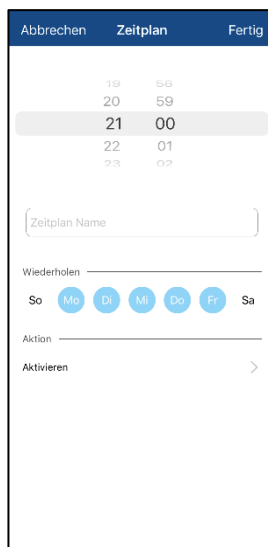 Abbrechen Zeitplan Fertig
19 56
20 59
21 00
22 01
23 02
Zeitplan Name
Wiederholen
So Mo Di Mi Do Fr Sa
Aktion
Aktivieren